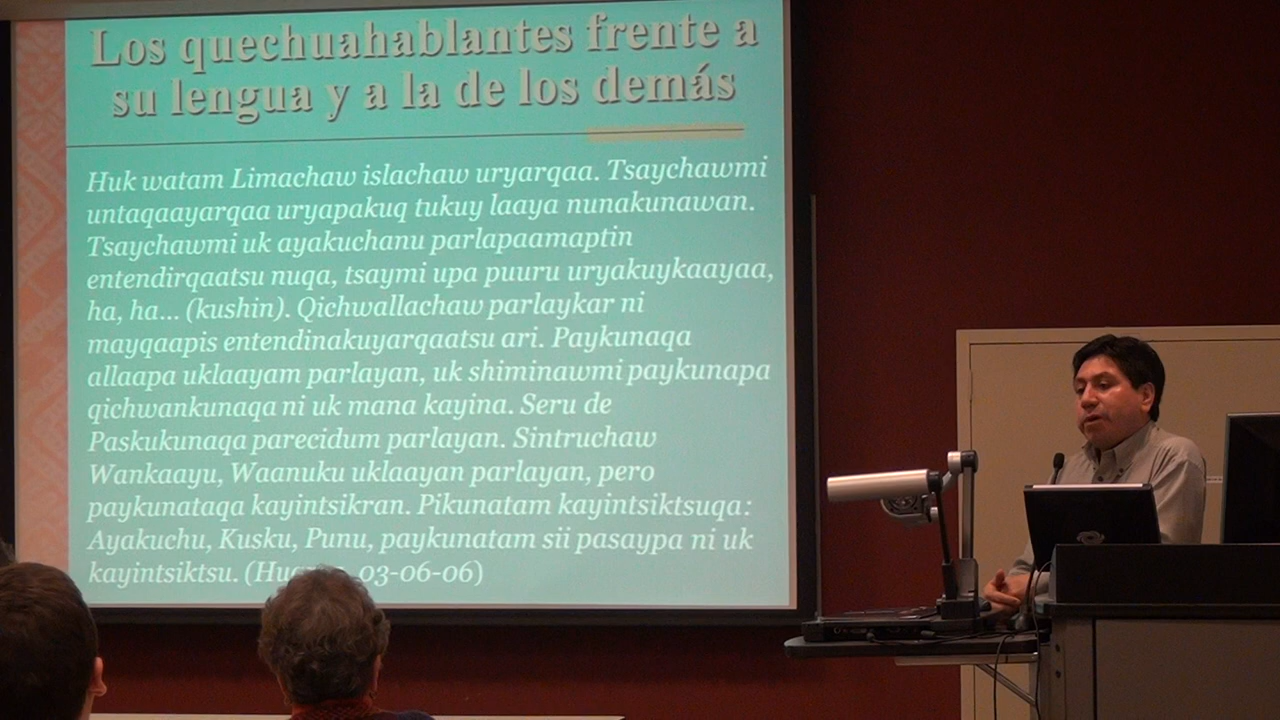 Los quechuahablantes frente a
su lengua y a la de los demás
Huk watam Limachaw islachaw uryarqaa. Tsaychawmi
untaqaayarqaa uryapakuq tukuy laaya nunakunawan.
Tsaychawmi uk ayakuchanu parlapaamaptin
entendirqaatsu nuqa, tsaymi upa puuru uryakuykaayaa,
ha, ha... (kushin). Qichwallachaw parlaykar ni
mayqaapis entendinakuyarqaatsu ari. Paykunaqa
allaapa uklaayam parlayan, uk shiminawmi paykunapa
qichwankunaqa ni uk mana kayina. Seru de
Paskukunaqa parecidum parlayan. Sintruchaw
Wankaayu, Waanuku uklaayan parlayan, pero
paykunataqa kayintsikran. Pikunatam kayintsiktsuqa:
Ayakuchu, Kusku, Punu, paykunatam sii pasaypa ni uk
kayintsiktsu. 03-06-06)